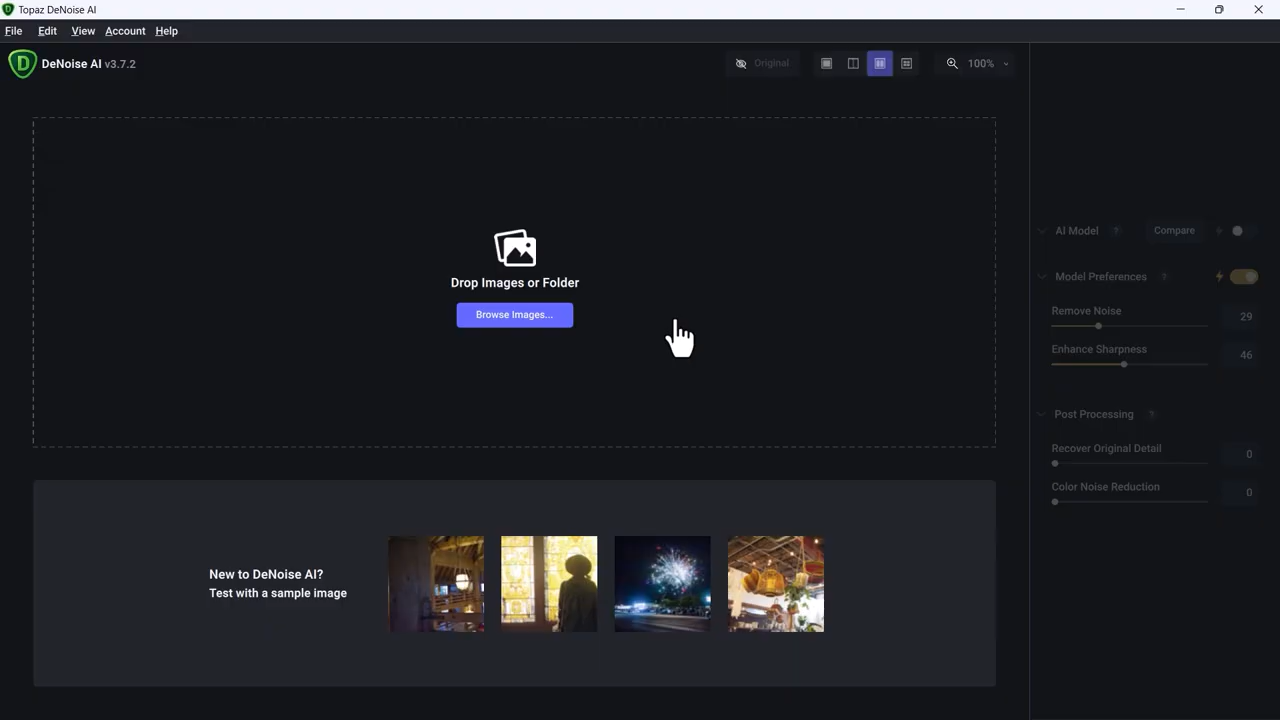 Topaz DeNoise AI
File Edit View Account Help
DeNoise AI v3.7.2
Original
100%
Drop Images or Folder
Browse Images...
AI Model ? Compare
Model Preferences ?
Remove Noise 29
Enhance Sharpness 46
Post Processing ?
Recover Original Detail 0
Color Noise Reduction 0
New to DeNoise AI?
Test with a sample image